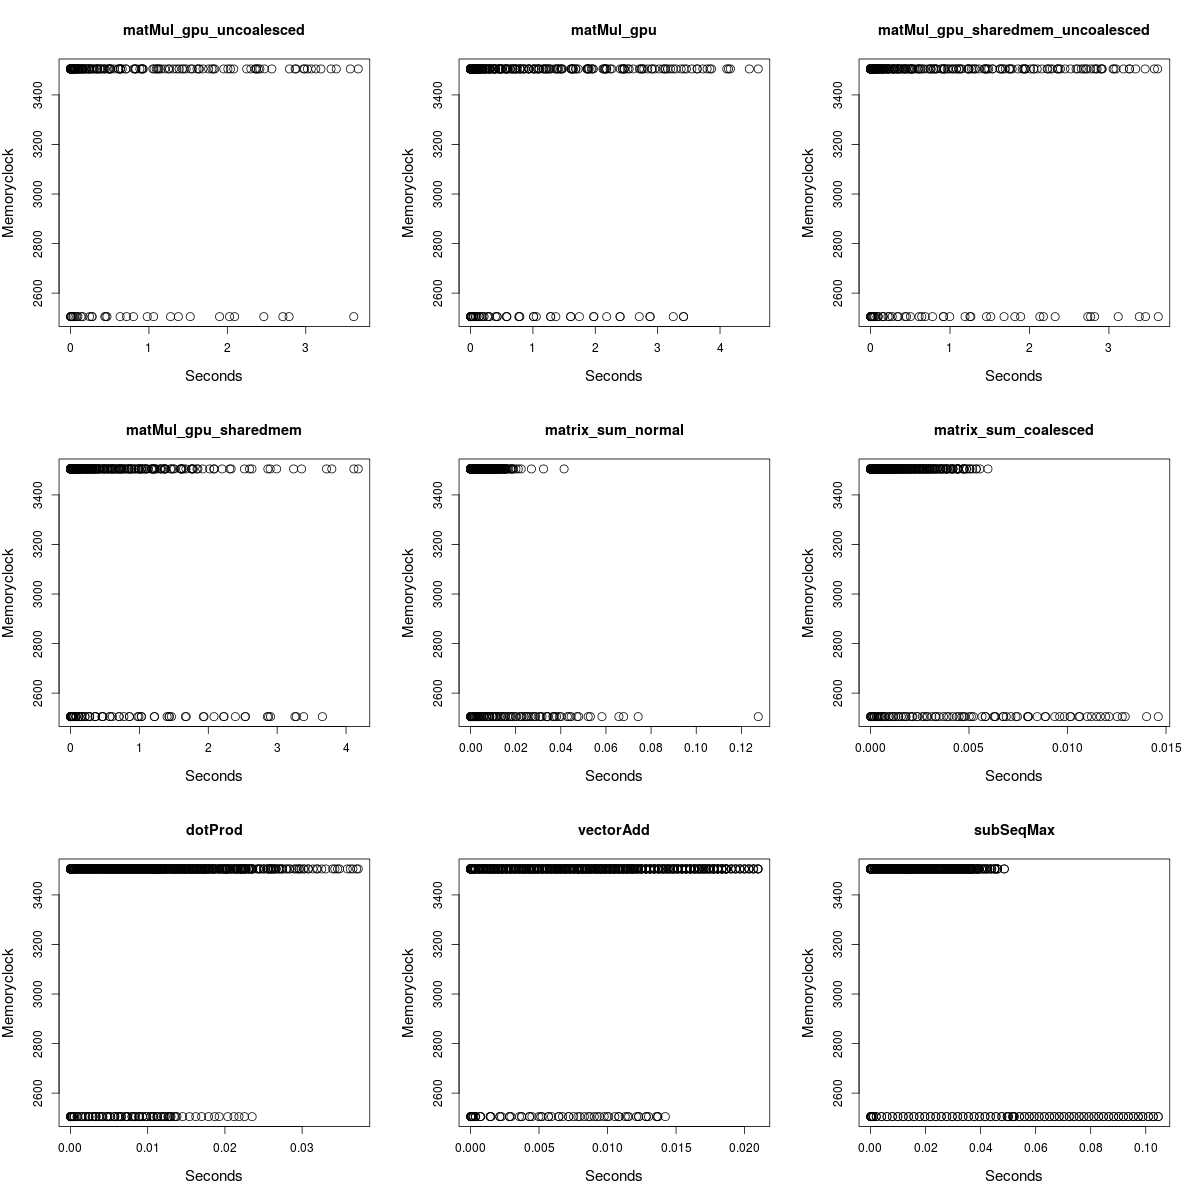 matMul_gpu_uncoalesced
Memoryclock
3400
3200
3000
2800
2600
0 1 2 3
Seconds
matMul_gpu
Memoryclock
3400
3200
3000
2800
2600
0 1 2 3 4
Seconds
matMul_gpu_sharedmem_uncoalesced
Memoryclock
3400
3200
3000
2800
2600
0 1 2 3
Seconds
matMul_gpu_sharedmem
Memoryclock
3400
3200
3000
2800
2600
0 1 2 3 4
Seconds
matrix_sum_normal
Memoryclock
3400
3200
3000
2800
2600
0.00 0.02 0.04 0.06 0.08 0.10 0.12
Seconds
matrix_sum_coalesced
Memoryclock
3400
3200
3000
2800
2600
0.000 0.005 0.010 0.015
Seconds
dotProd
Memoryclock
3400
3200
3000
2800
2600
0.00 0.01 0.02 0.03
Seconds
vectorAdd
Memoryclock
3400
3200
3000
2800
2600
0.000 0.005 0.010 0.015 0.020
Seconds
subSeqMax
Memoryclock
3400
3200
3000
2800
2600
0.00 0.02 0.04 0.06 0.08 0.10
Seconds